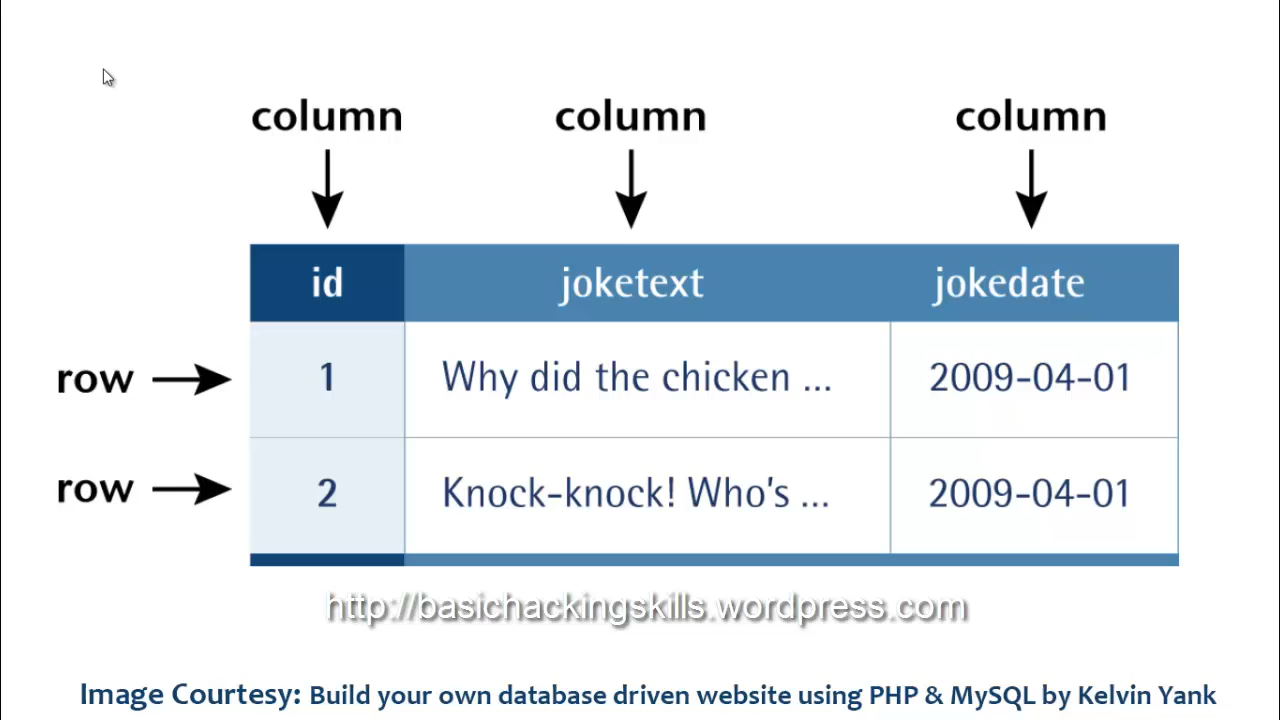 column column column
id joketext jokedate
row 1 Why did the chicken ... 2009-04-01
row 2 Knock-knock! Who's ... 2009-04-01
http://basichackingskills.wordpress.com
Image Courtesy: Build your own database driven website using PHP & MySQL by Kelvin Yank